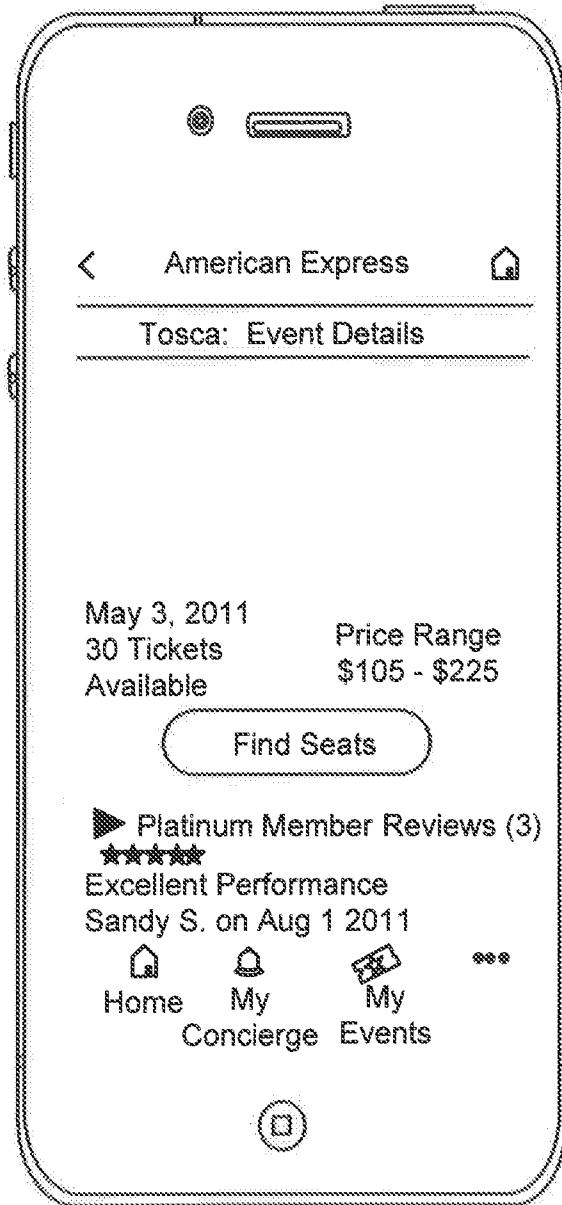 American Express
Tosca: Event Details
May 3, 2011
30 Tickets
Available
Price Range
$105 - $225
Find Seats
Platinum Member Reviews (3)
Excellent Performance
Sandy S. on Aug 1 2011
Home
My
Concierge
My
Events